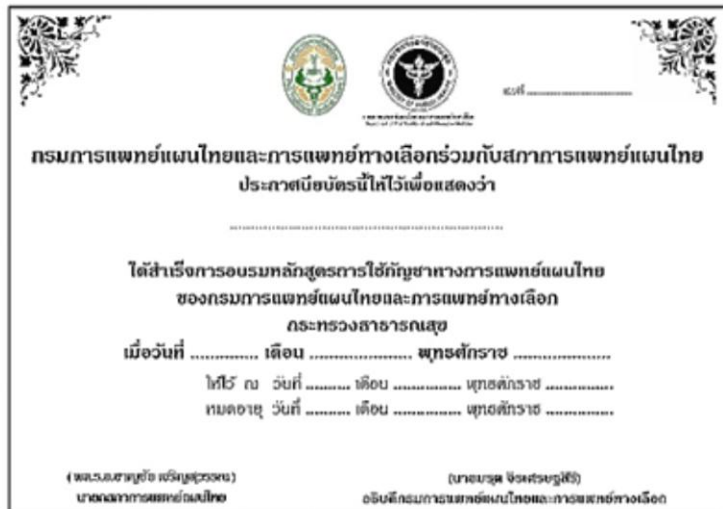 เลขที่ ........................
กรมการแพทย์แผนไทยและการแพทย์ทางเลือกร่วมกับสภาการแพทย์แผนไทย
ประกาศนียบัตรนี้ให้ไว้เพื่อแสดงว่า
........................................................................
ได้สำเร็จการอบรมหลักสูตรการใช้กัญชาทางการแพทย์แผนไทย
ของกรมการแพทย์แผนไทยและการแพทย์ทางเลือก
กระทรวงสาธารณสุข
เมื่อวันที่ .............. เดือน ..................... พุทธศักราช ....................
ให้ไว้ ณ วันที่ .......... เดือน ............... พุทธศักราช ...............
หมดอายุ วันที่ .......... เดือน ............... พุทธศักราช ...............
นายกสภาการแพทย์แผนไทย
อธิบดีกรมการแพทย์แผนไทยและการแพทย์ทางเลือก